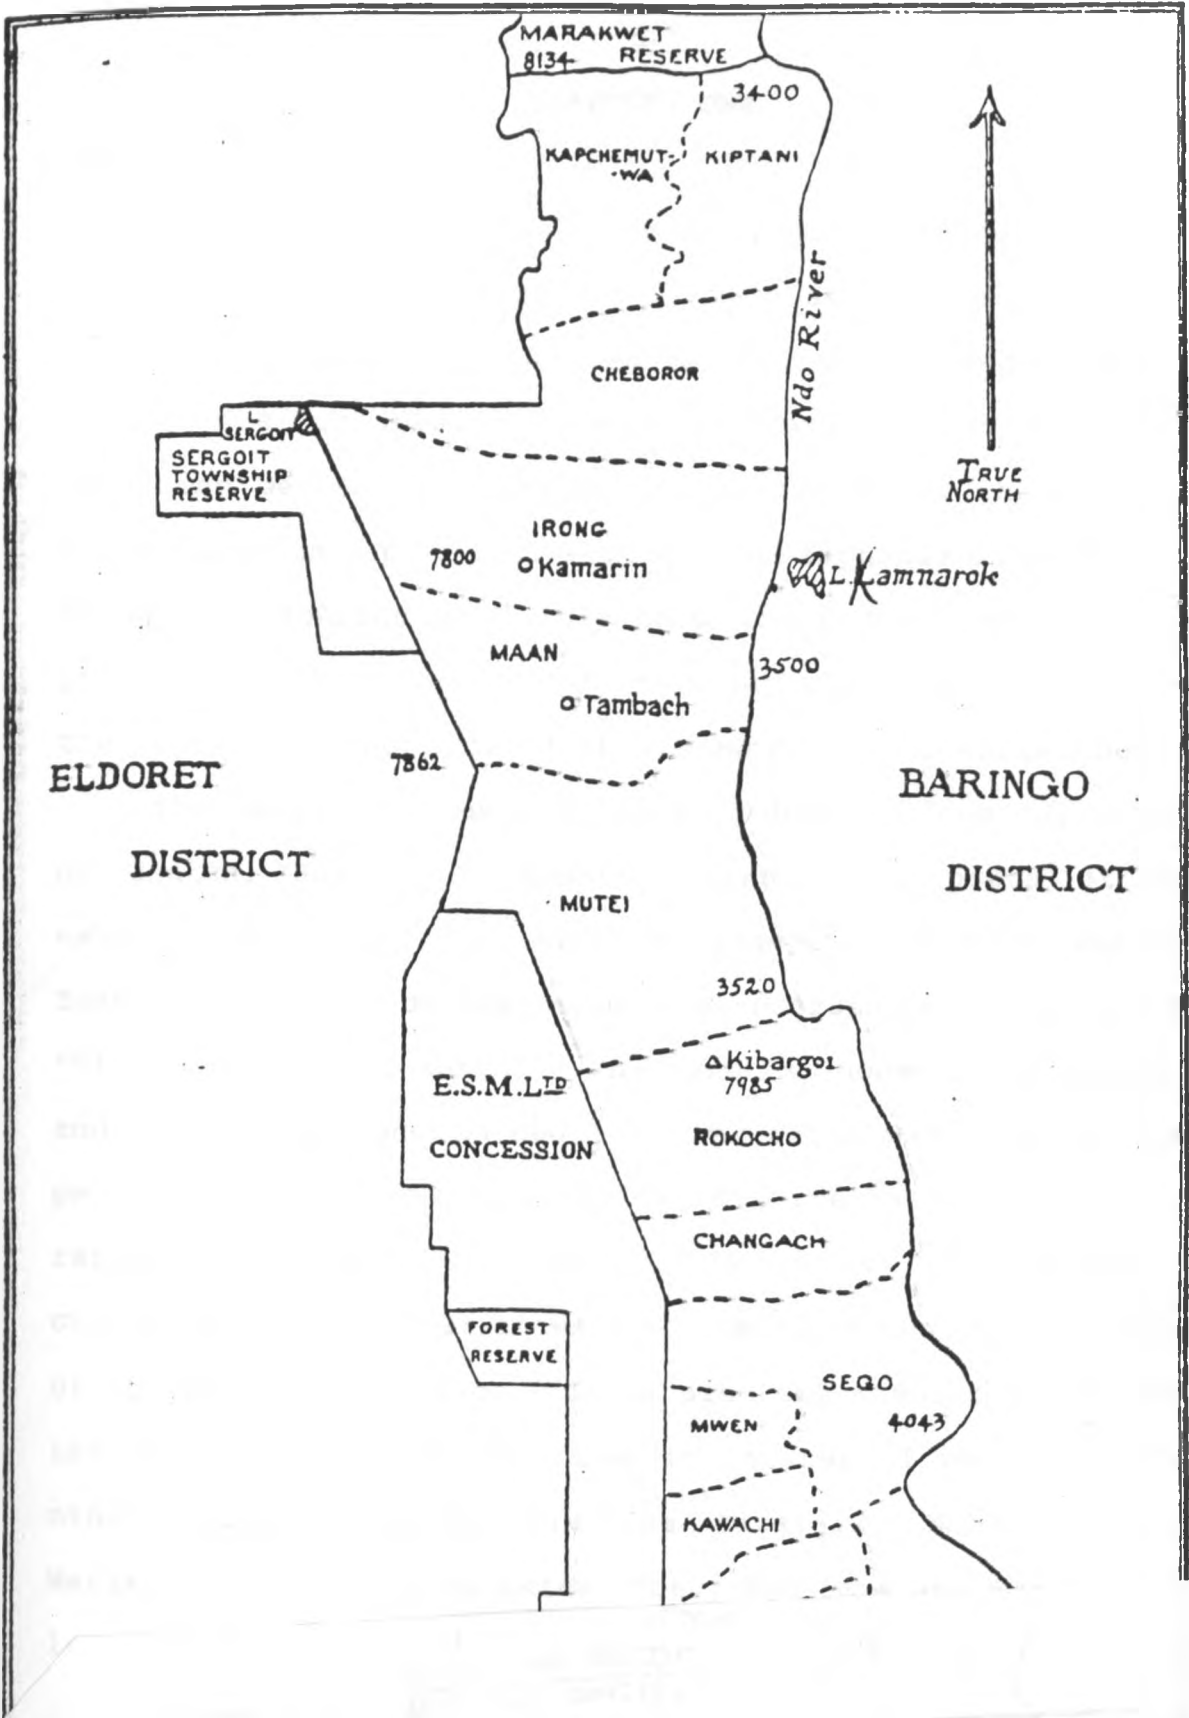 MARAKWET
RESERVE
8134
3400
KAPCHEMUT-
-WA
KIPTANI
Ndo River
CHEBOROR
L
SERGOIT
SERGOIT
TOWNSHIP
RESERVE
TRUE
NORTH
IRONG
7800
Kamarin
L. Lamnarok
MAAN
3500
Tambach
7862
ELDORET
DISTRICT
BARINGO
DISTRICT
MUTEI
3520
Kibargoi
7985
E.S.M.LTD
CONCESSION
ROKOCHO
CHANGACH
FOREST
RESERVE
SEGO
4043
MWEN
KAWACHI